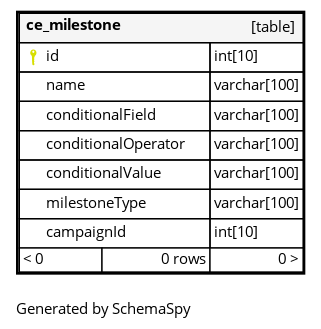 ce_milestone [table]
id int[10]
name varchar[100]
conditionalField varchar[100]
conditionalOperator varchar[100]
conditionalValue varchar[100]
milestoneType varchar[100]
campaignId int[10]
< 0 0 rows 0 >
Generated by SchemaSpy